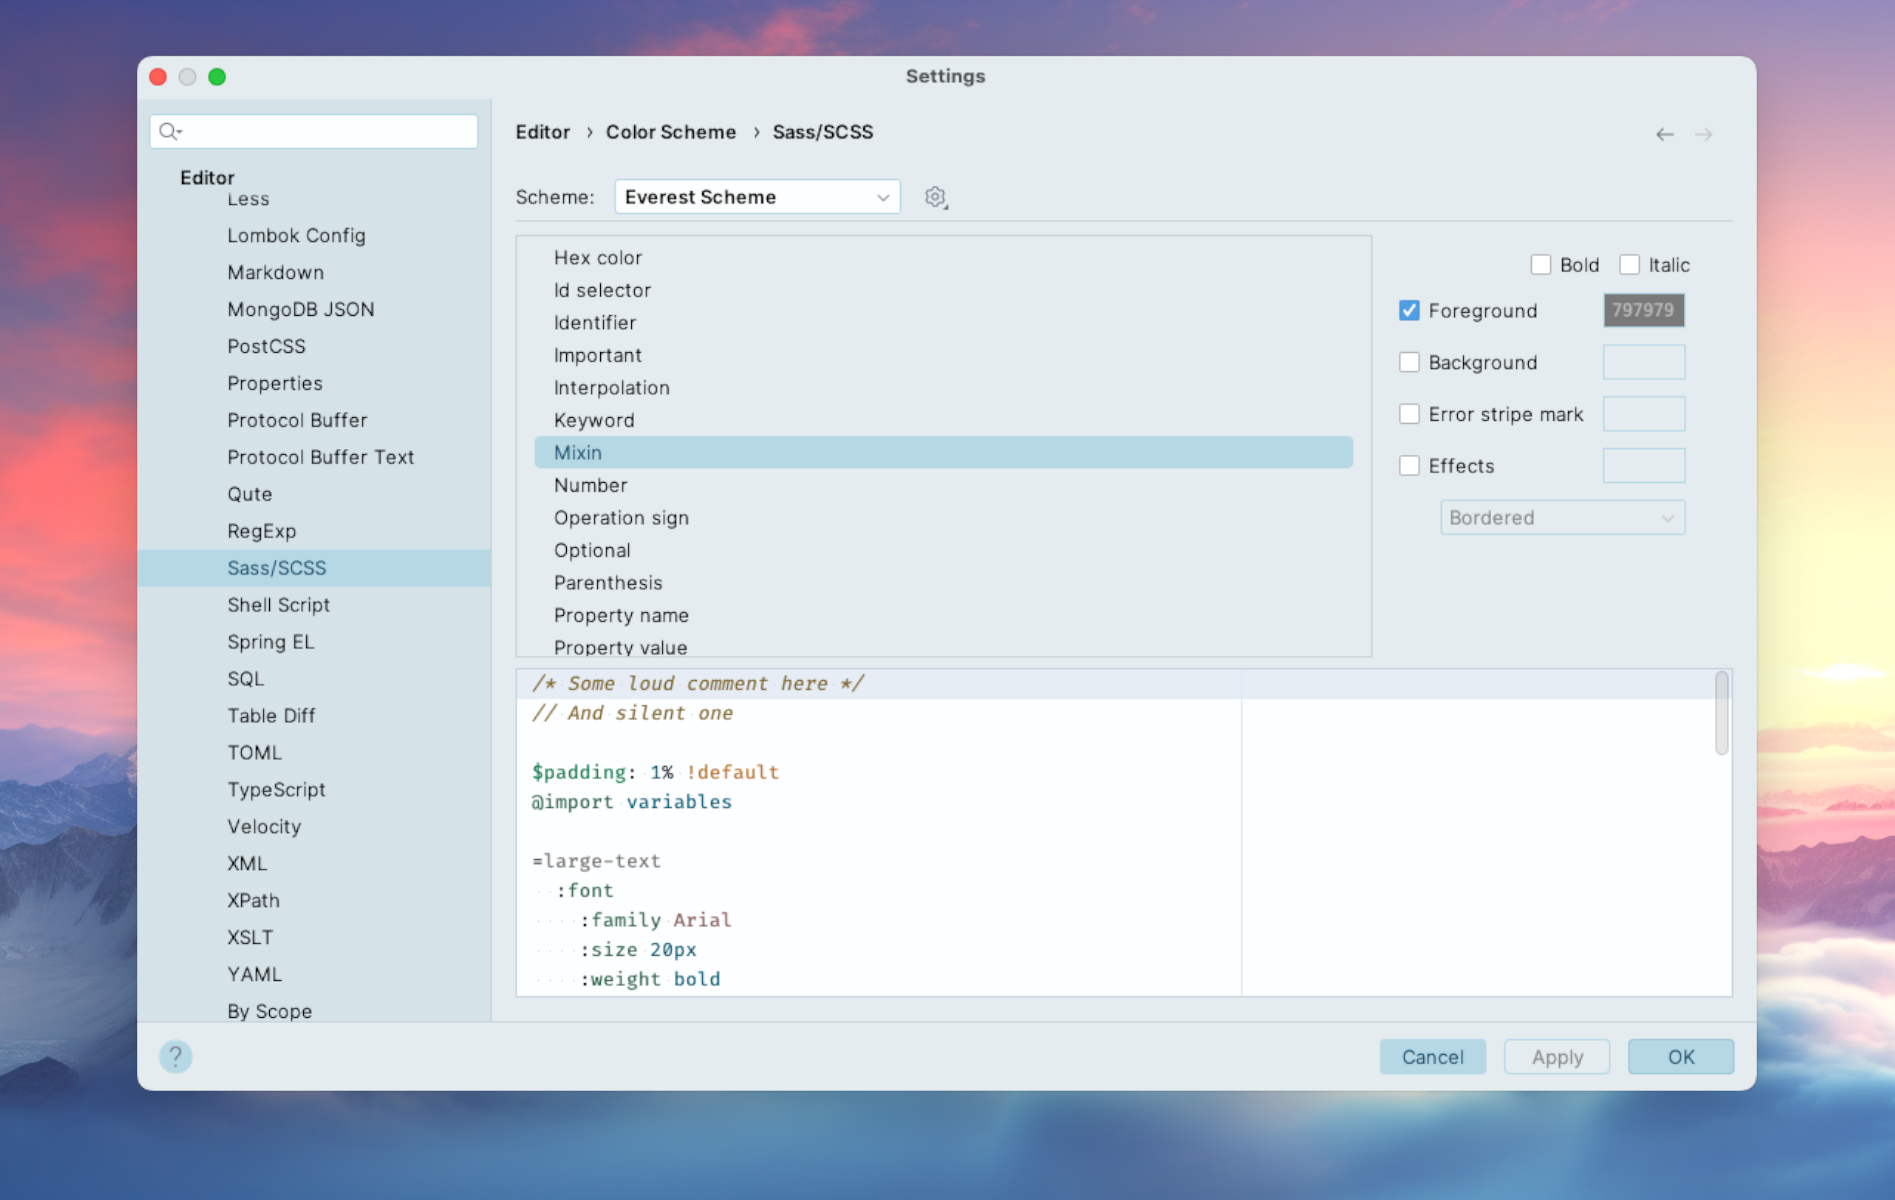 Settings
Editor
Less
Lombok Config
Markdown
MongoDB JSON
PostCSS
Properties
Protocol Buffer
Protocol Buffer Text
Qute
RegExp
Sass/SCSS
Shell Script
Spring EL
SQL
Table Diff
TOML
TypeScript
Velocity
XML
XPath
XSLT
YAML
By Scope
Editor › Color Scheme › Sass/SCSS
Scheme: Everest Scheme
Hex color
Id selector
Identifier
Important
Interpolation
Keyword
Mixin
Number
Operation sign
Optional
Parenthesis
Property name
Property value
Bold Italic
Foreground 797979
Background
Error stripe mark
Effects
Bordered
/* Some loud comment here */
// And silent one
$padding: 1% !default
@import variables
=large-text
:font
:family Arial
:size 20px
:weight bold
?
Cancel Apply OK